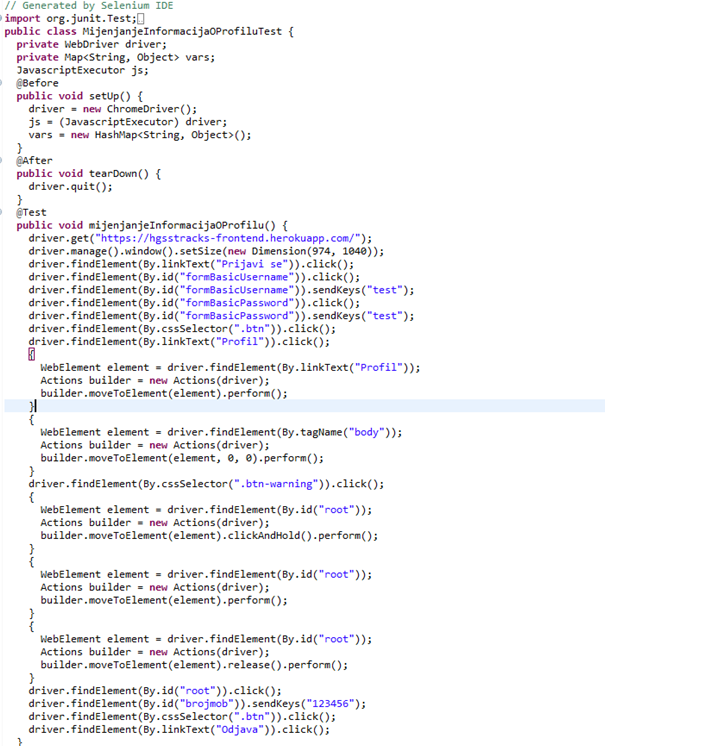 // Generated by Selenium IDE
import org.junit.Test;
public class MijenjanjeInformacijaOProfiluTest {
  private WebDriver driver;
  private Map<String, Object> vars;
  JavascriptExecutor js;
  @Before
  public void setUp() {
    driver = new ChromeDriver();
    js = (JavascriptExecutor) driver;
    vars = new HashMap<String, Object>();
  }
  @After
  public void tearDown() {
    driver.quit();
  }
  @Test
  public void mijenjanjeInformacijaOProfilu() {
    driver.get("https://hgsstracks-frontend.herokuapp.com/");
    driver.manage().window().setSize(new Dimension(974, 1040));
    driver.findElement(By.linkText("Prijavi se")).click();
    driver.findElement(By.id("formBasicUsername")).click();
    driver.findElement(By.id("formBasicUsername")).sendKeys("test");
    driver.findElement(By.id("formBasicPassword")).click();
    driver.findElement(By.id("formBasicPassword")).sendKeys("test");
    driver.findElement(By.cssSelector(".btn")).click();
    driver.findElement(By.linkText("Profil")).click();
    {
      WebElement element = driver.findElement(By.linkText("Profil"));
      Actions builder = new Actions(driver);
      builder.moveToElement(element).perform();
    }
    {
      WebElement element = driver.findElement(By.tagName("body"));
      Actions builder = new Actions(driver);
      builder.moveToElement(element, 0, 0).perform();
    }
    driver.findElement(By.cssSelector(".btn-warning")).click();
    {
      WebElement element = driver.findElement(By.id("root"));
      Actions builder = new Actions(driver);
      builder.moveToElement(element).clickAndHold().perform();
    }
    {
      WebElement element = driver.findElement(By.id("root"));
      Actions builder = new Actions(driver);
      builder.moveToElement(element).perform();
    }
    {
      WebElement element = driver.findElement(By.id("root"));
      Actions builder = new Actions(driver);
      builder.moveToElement(element).release().perform();
    }
    driver.findElement(By.id("root")).click();
    driver.findElement(By.id("brojmob")).sendKeys("123456");
    driver.findElement(By.cssSelector(".btn")).click();
    driver.findElement(By.linkText("Odjava")).click();
  }